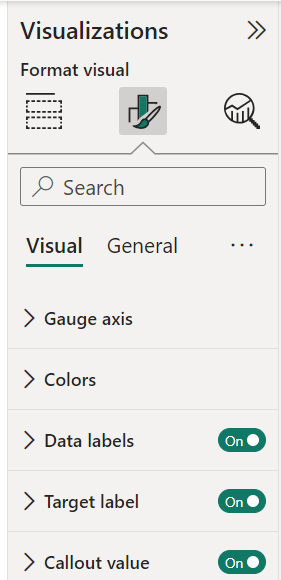 Visualizations
Format visual
Search
Visual General ...
Gauge axis
Colors
Data labels On
Target label On
Callout value On